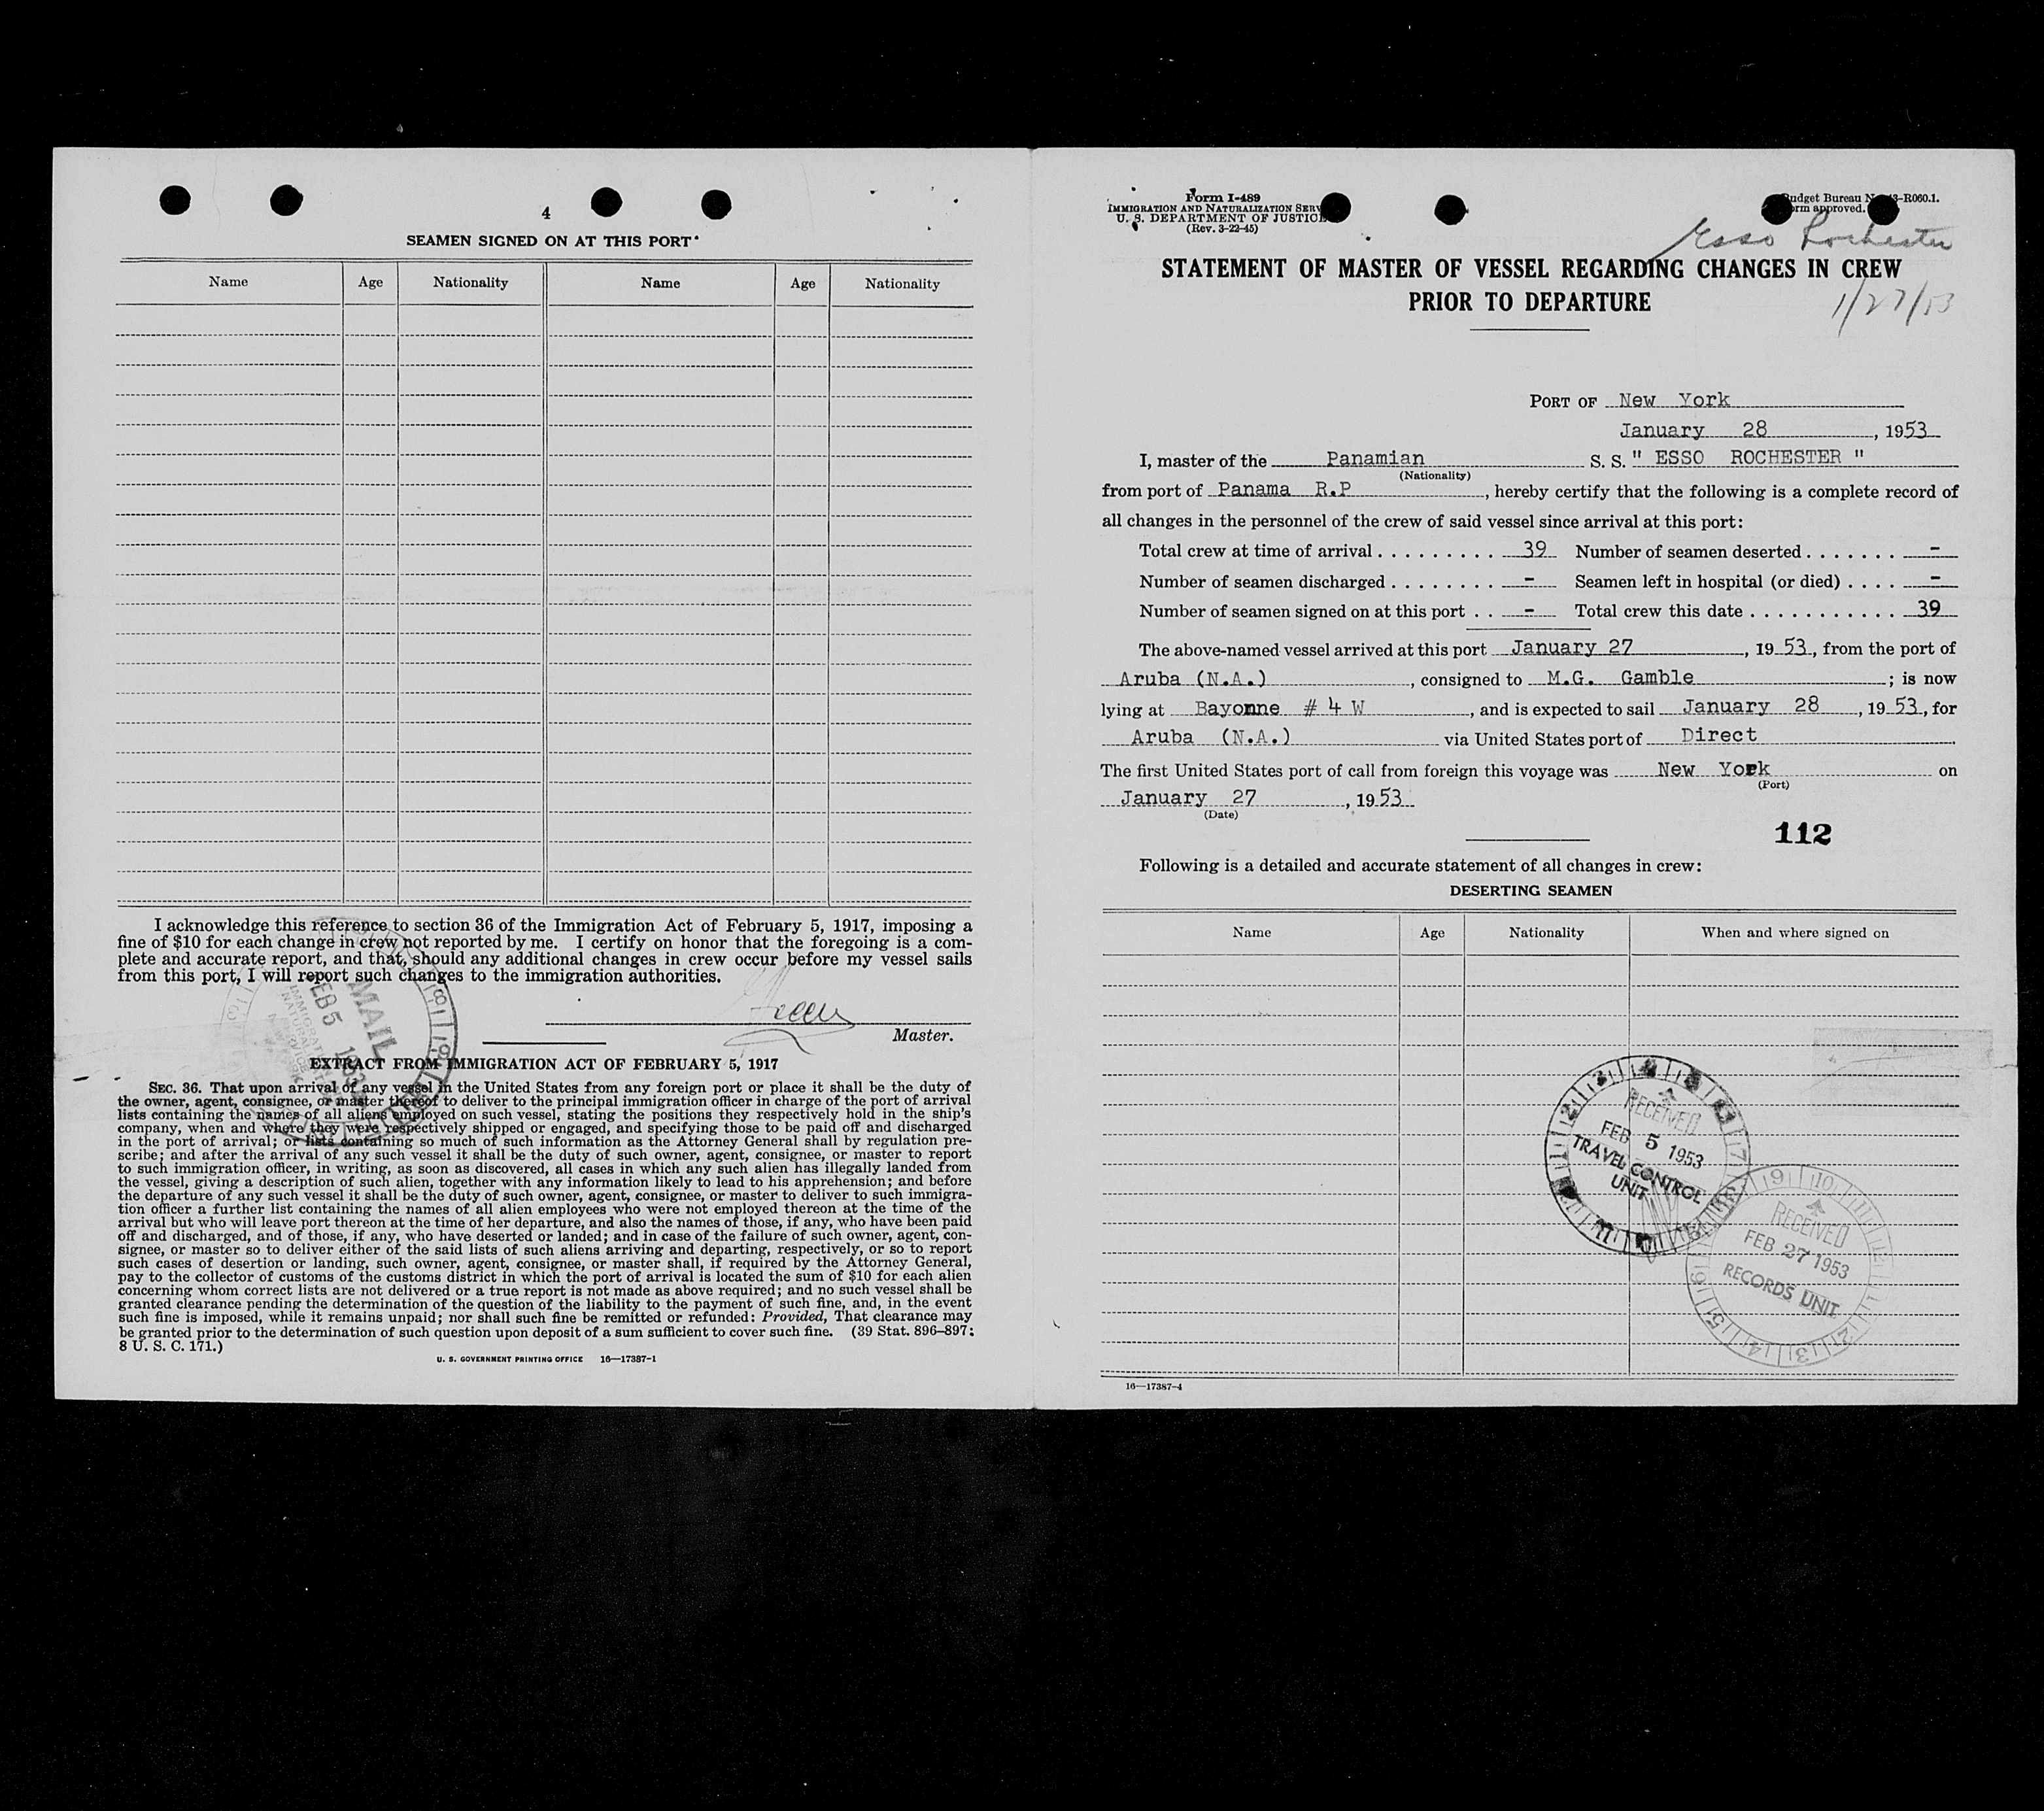 4
SEAMEN SIGNED ON AT THIS PORT
Name Age Nationality Name Age Nationality
I acknowledge this reference to section 36 of the Immigration Act of February 5, 1917, imposing a
fine of $10 for each change in crew not reported by me. I certify on honor that the foregoing is a com-
plete and accurate report, and that, should any additional changes in crew occur before my vessel sails
from this port, I will report such changes to the immigration authorities.
Master.
MAIL
FEB 5 1953
EXTRACT FROM IMMIGRATION ACT OF FEBRUARY 5, 1917
SEC. 36. That upon arrival of any vessel in the United States from any foreign port or place it shall be the duty of
the owner, agent, consignee, or master thereof to deliver to the principal immigration officer in charge of the port of arrival
lists containing the names of all aliens employed on such vessel, stating the positions they respectively hold in the ship's
company, when and where they were respectively shipped or engaged, and specifying those to be paid off and discharged
in the port of arrival; or lists containing so much of such information as the Attorney General shall by regulation pre-
scribe; and after the arrival of any such vessel it shall be the duty of such owner, agent, consignee, or master to report
to such immigration officer, in writing, as soon as discovered, all cases in which any such alien has illegally landed from
the vessel, giving a description of such alien, together with any information likely to lead to his apprehension; and before
the departure of any such vessel it shall be the duty of such owner, agent, consignee, or master to deliver to such immigra-
tion officer a further list containing the names of all alien employees who were not employed thereon at the time of the
arrival but who will leave port thereon at the time of her departure, and also the names of those, if any, who have been paid
off and discharged, and of those, if any, who have deserted or landed; and in case of the failure of such owner, agent, con-
signee, or master so to deliver either of the said lists of such aliens arriving and departing, respectively, or so to report
such cases of desertion or landing, such owner, agent, consignee, or master shall, if required by the Attorney General,
pay to the collector of customs of the customs district in which the port of arrival is located the sum of $10 for each alien
concerning whom correct lists are not delivered or a true report is not made as above required; and no such vessel shall be
granted clearance pending the determination of the question of the liability to the payment of such fine, and, in the event
such fine is imposed, while it remains unpaid; nor shall such fine be remitted or refunded: Provided, That clearance may
be granted prior to the determination of such question upon deposit of a sum sufficient to cover such fine. (39 Stat. 896–897;
8 U. S. C. 171.)
U. S. GOVERNMENT PRINTING OFFICE 16—17387-1
Form I-489
IMMIGRATION AND NATURALIZATION SERV
U. S. DEPARTMENT OF JUSTICE
(Rev. 3-22-45)
udget Bureau N 3-R060.1.
rm approved.
Esso Rochester
STATEMENT OF MASTER OF VESSEL REGARDING CHANGES IN CREW
PRIOR TO DEPARTURE
1/27/53
PORT OF New York
January 28, 1953
I, master of the Panamian S. S. " ESSO ROCHESTER "
(Nationality)
from port of Panama R.P, hereby certify that the following is a complete record of
all changes in the personnel of the crew of said vessel since arrival at this port:
Total crew at time of arrival . . . . . . . . . 39 Number of seamen deserted . . . . . . . -
Number of seamen discharged . . . . . . . . - Seamen left in hospital (or died) . . . . -
Number of seamen signed on at this port . . - Total crew this date . . . . . . . . . . . . 39
The above-named vessel arrived at this port January 27, 1953, from the port of
Aruba (N.A.), consigned to M.G. Gamble; is now
lying at Bayonne # 4 W, and is expected to sail January 28, 1953, for
Aruba (N.A.) via United States port of Direct
The first United States port of call from foreign this voyage was New York on
(Port)
January 27, 1953
(Date)
112
Following is a detailed and accurate statement of all changes in crew:
DESERTING SEAMEN
Name Age Nationality When and where signed on
RECEIVED
FEB 5 1953
TRAVEL CONTROL
UNIT
RECEIVED
FEB 27 1953
RECORDS UNIT
16—17387-4